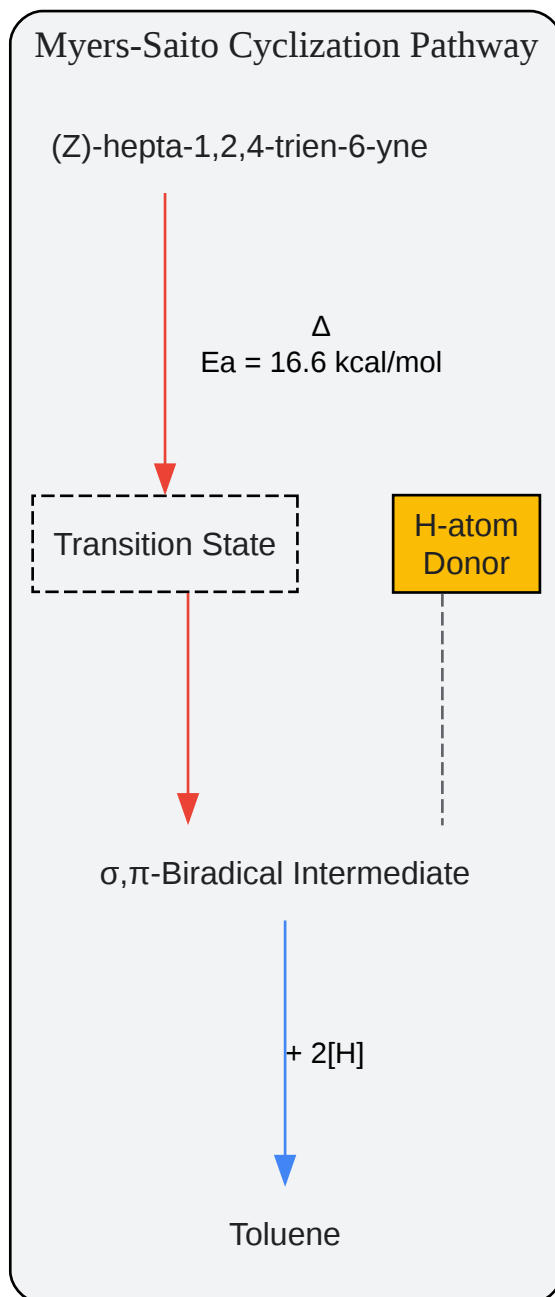 Myers-Saito Cyclization Pathway
(Z)-hepta-1,2,4-trien-6-yne
Δ
Ea = 16.6 kcal/mol
Transition State
H-atom
Donor
σ,π-Biradical Intermediate
+ 2[H]
Toluene